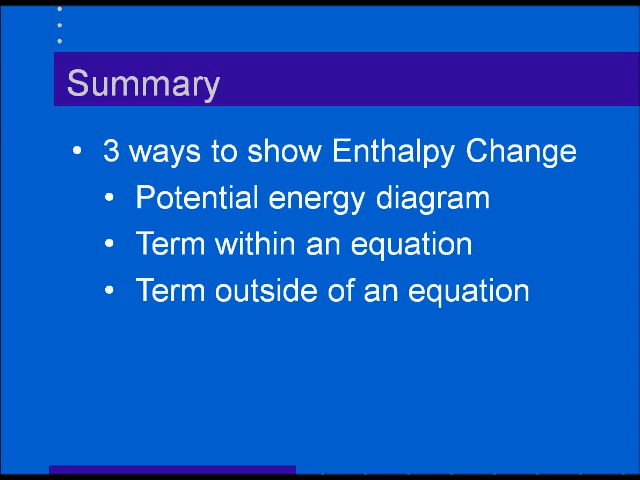 Summary
• 3 ways to show Enthalpy Change
• Potential energy diagram
• Term within an equation
• Term outside of an equation